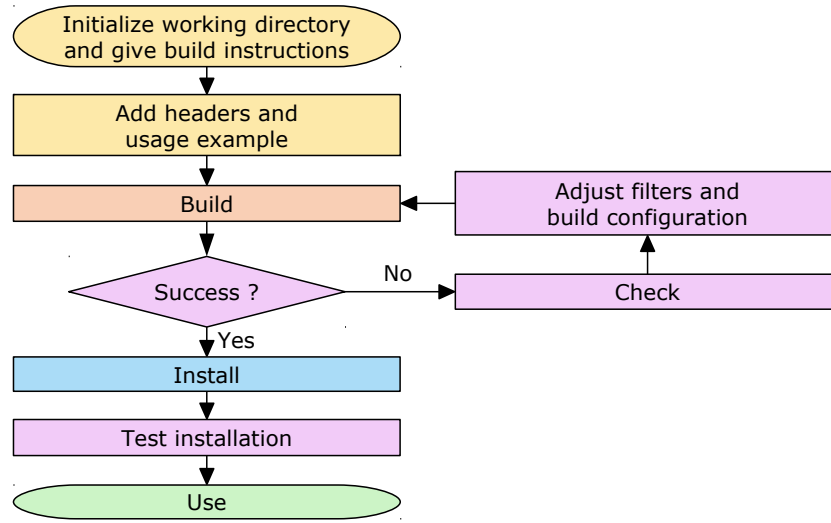 Initialize working directory
and give build instructions
Add headers and
usage example
Build
Adjust filters and
build configuration
Success ?
No
Check
Yes
Install
Test installation
Use